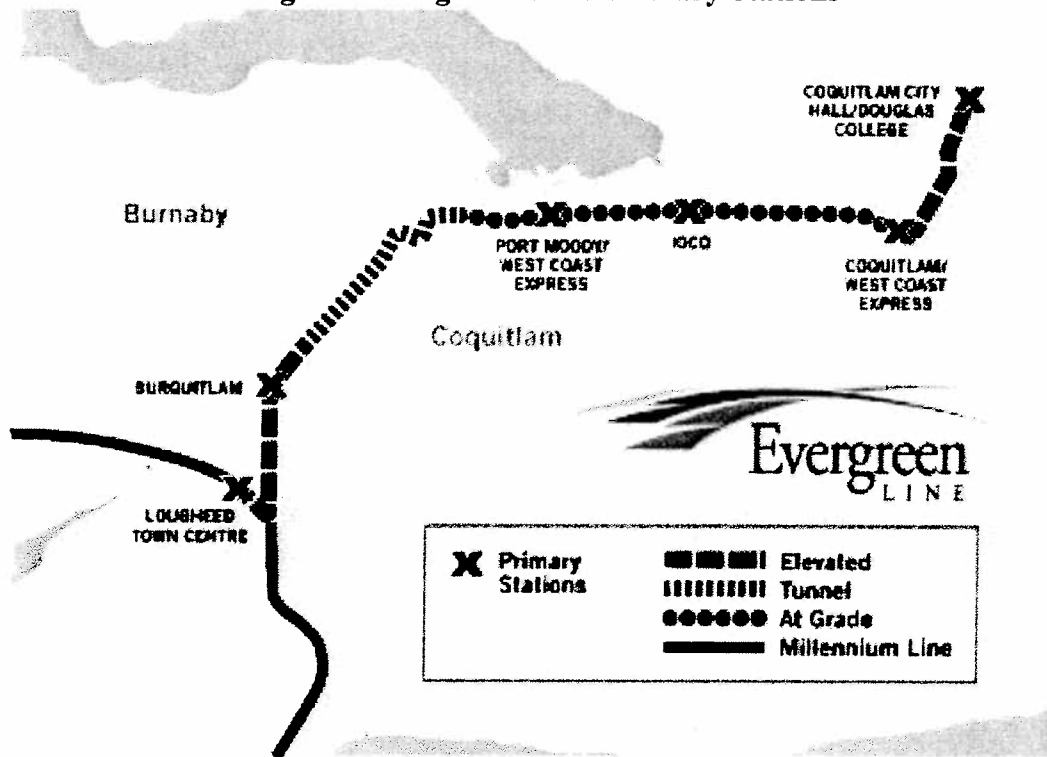 COQUITLAM CITY
HALL/DOUGLAS
COLLEGE
Burnaby
PORT MOODY/
WEST COAST
EXPRESS
IOCO
COQUITLAM/
WEST COAST
EXPRESS
Coquitlam
BURQUITLAM
LOUGHEED
TOWN CENTRE
Evergreen
LINE
Primary
Stations
Elevated
Tunnel
At Grade
Millennium Line